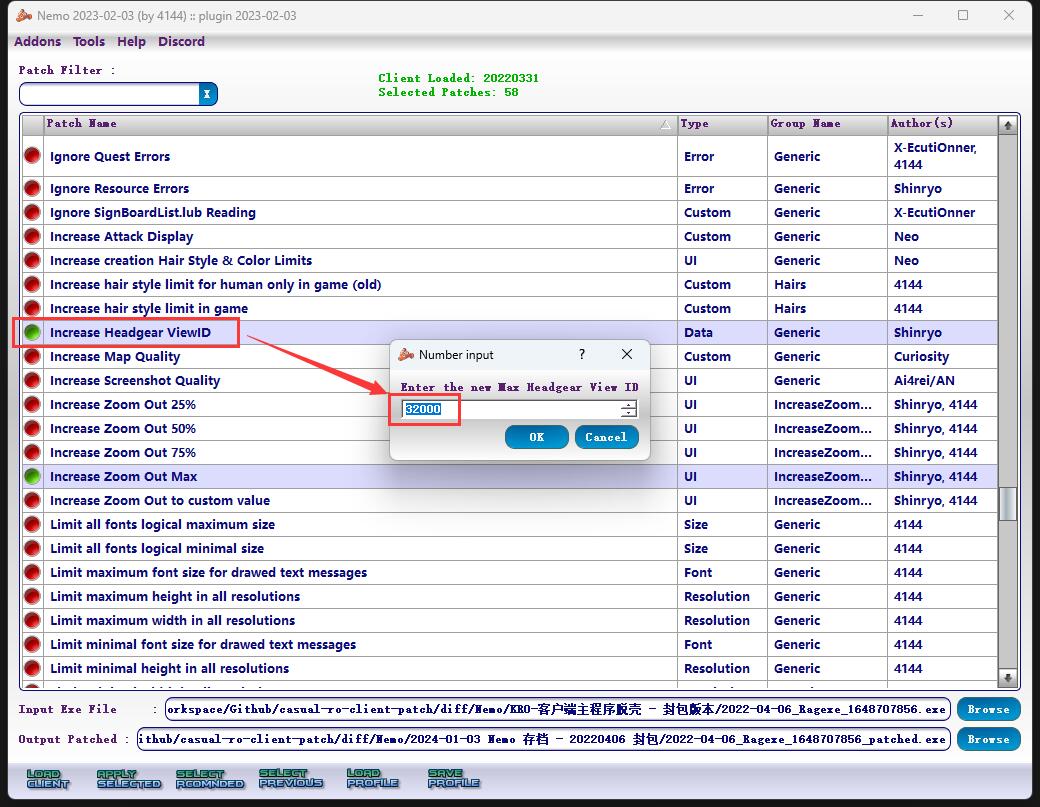 Nemo 2023-02-03 (by 4144) :: plugin 2023-02-03
Addons Tools Help Discord
Patch Filter :
X
Client Loaded: 20220331
Selected Patches: 58
Patch Name Type Group Name Author(s)
Ignore Quest Errors Error Generic X-EcutiOnner,
4144
Ignore Resource Errors Error Generic Shinryo
Ignore SignBoardList.lub Reading Custom Generic X-EcutiOnner
Increase Attack Display Custom Generic Neo
Increase creation Hair Style & Color Limits UI Generic Neo
Increase hair style limit for human only in game (old) Custom Hairs 4144
Increase hair style limit in game Custom Hairs 4144
Increase Headgear ViewID Data Generic Shinryo
Increase Map Quality Custom Generic Curiosity
Increase Screenshot Quality UI Generic Ai4rei/AN
Increase Zoom Out 25% UI IncreaseZoom... Shinryo, 4144
Increase Zoom Out 50% UI IncreaseZoom... Shinryo, 4144
Increase Zoom Out 75% UI IncreaseZoom... Shinryo, 4144
Increase Zoom Out Max UI IncreaseZoom... Shinryo, 4144
Increase Zoom Out to custom value UI IncreaseZoom... Shinryo, 4144
Limit all fonts logical maximum size Size Generic 4144
Limit all fonts logical minimal size Size Generic 4144
Limit maximum font size for drawed text messages Font Generic 4144
Limit maximum height in all resolutions Resolution Generic 4144
Limit maximum width in all resolutions Resolution Generic 4144
Limit minimal font size for drawed text messages Font Generic 4144
Limit minimal height in all resolutions Resolution Generic 4144
Number input ?
Enter the new Max Headgear View ID
32000
OK Cancel
Input Exe File : orkspace/Github/casual-ro-client-patch/diff/Nemo/KRO-客户端主程序脱壳 - 封包版本/2022-04-06_Ragexe_1648707856.exe Browse
Output Patched : ithub/casual-ro-client-patch/diff/Nemo/2024-01-03 Nemo 存档 - 20220406 封包/2022-04-06_Ragexe_1648707856_patched.exe Browse
LOAD CLIENT APPLY SELECTED SELECT RCOMNDED SELECT PREVIOUS LOAD PROFILE SAVE PROFILE